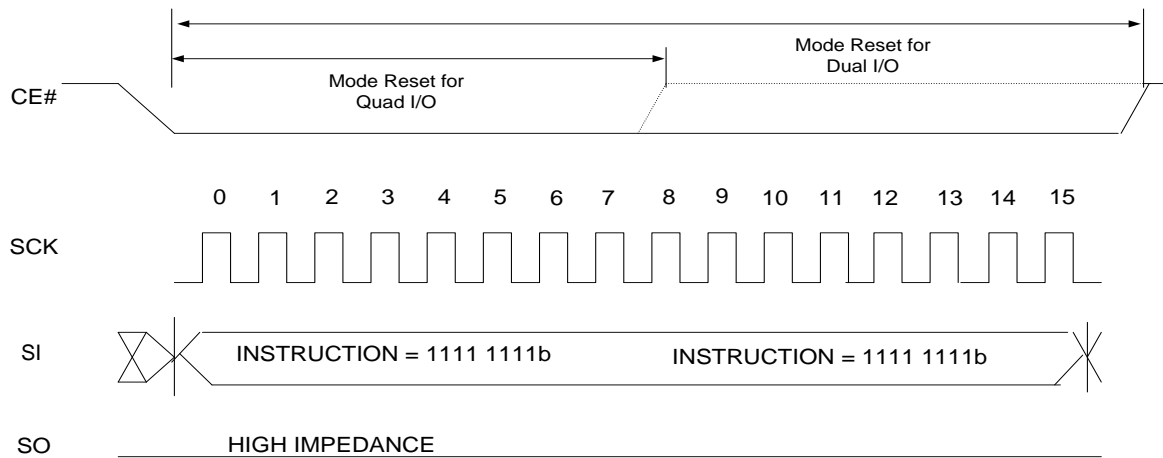 Mode Reset for
Dual I/O
Mode Reset for
Quad I/O
CE#
0 1 2 3 4 5 6 7 8 9 10 11 12 13 14 15
SCK
SI INSTRUCTION = 1111 1111b INSTRUCTION = 1111 1111b
SO HIGH IMPEDANCE